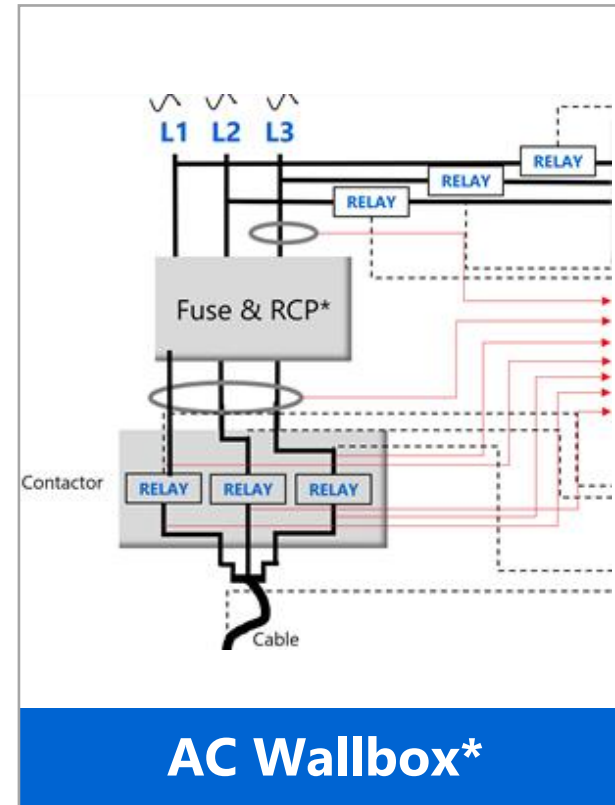 L1 L2 L3
RELAY
RELAY
RELAY
Fuse & RCP*
Contactor
RELAY RELAY RELAY
Cable
AC Wallbox*